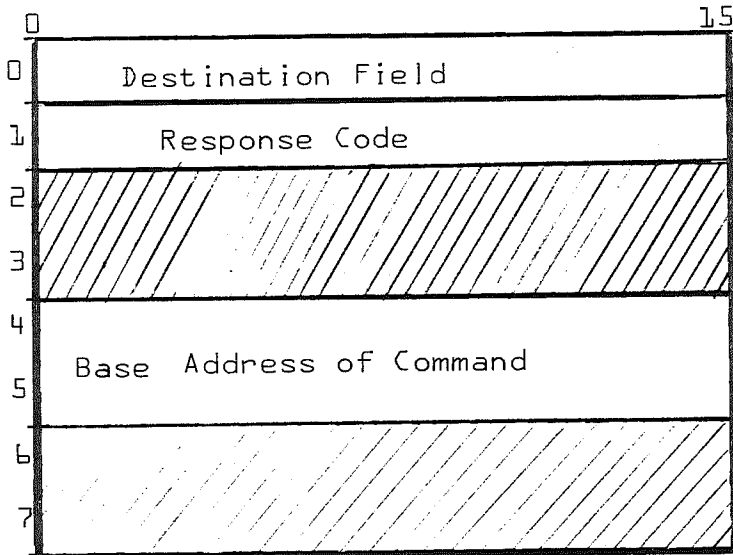 0 15
0 Destination Field
1 Response Code
2
3
4
Base Address of Command
5
6
7